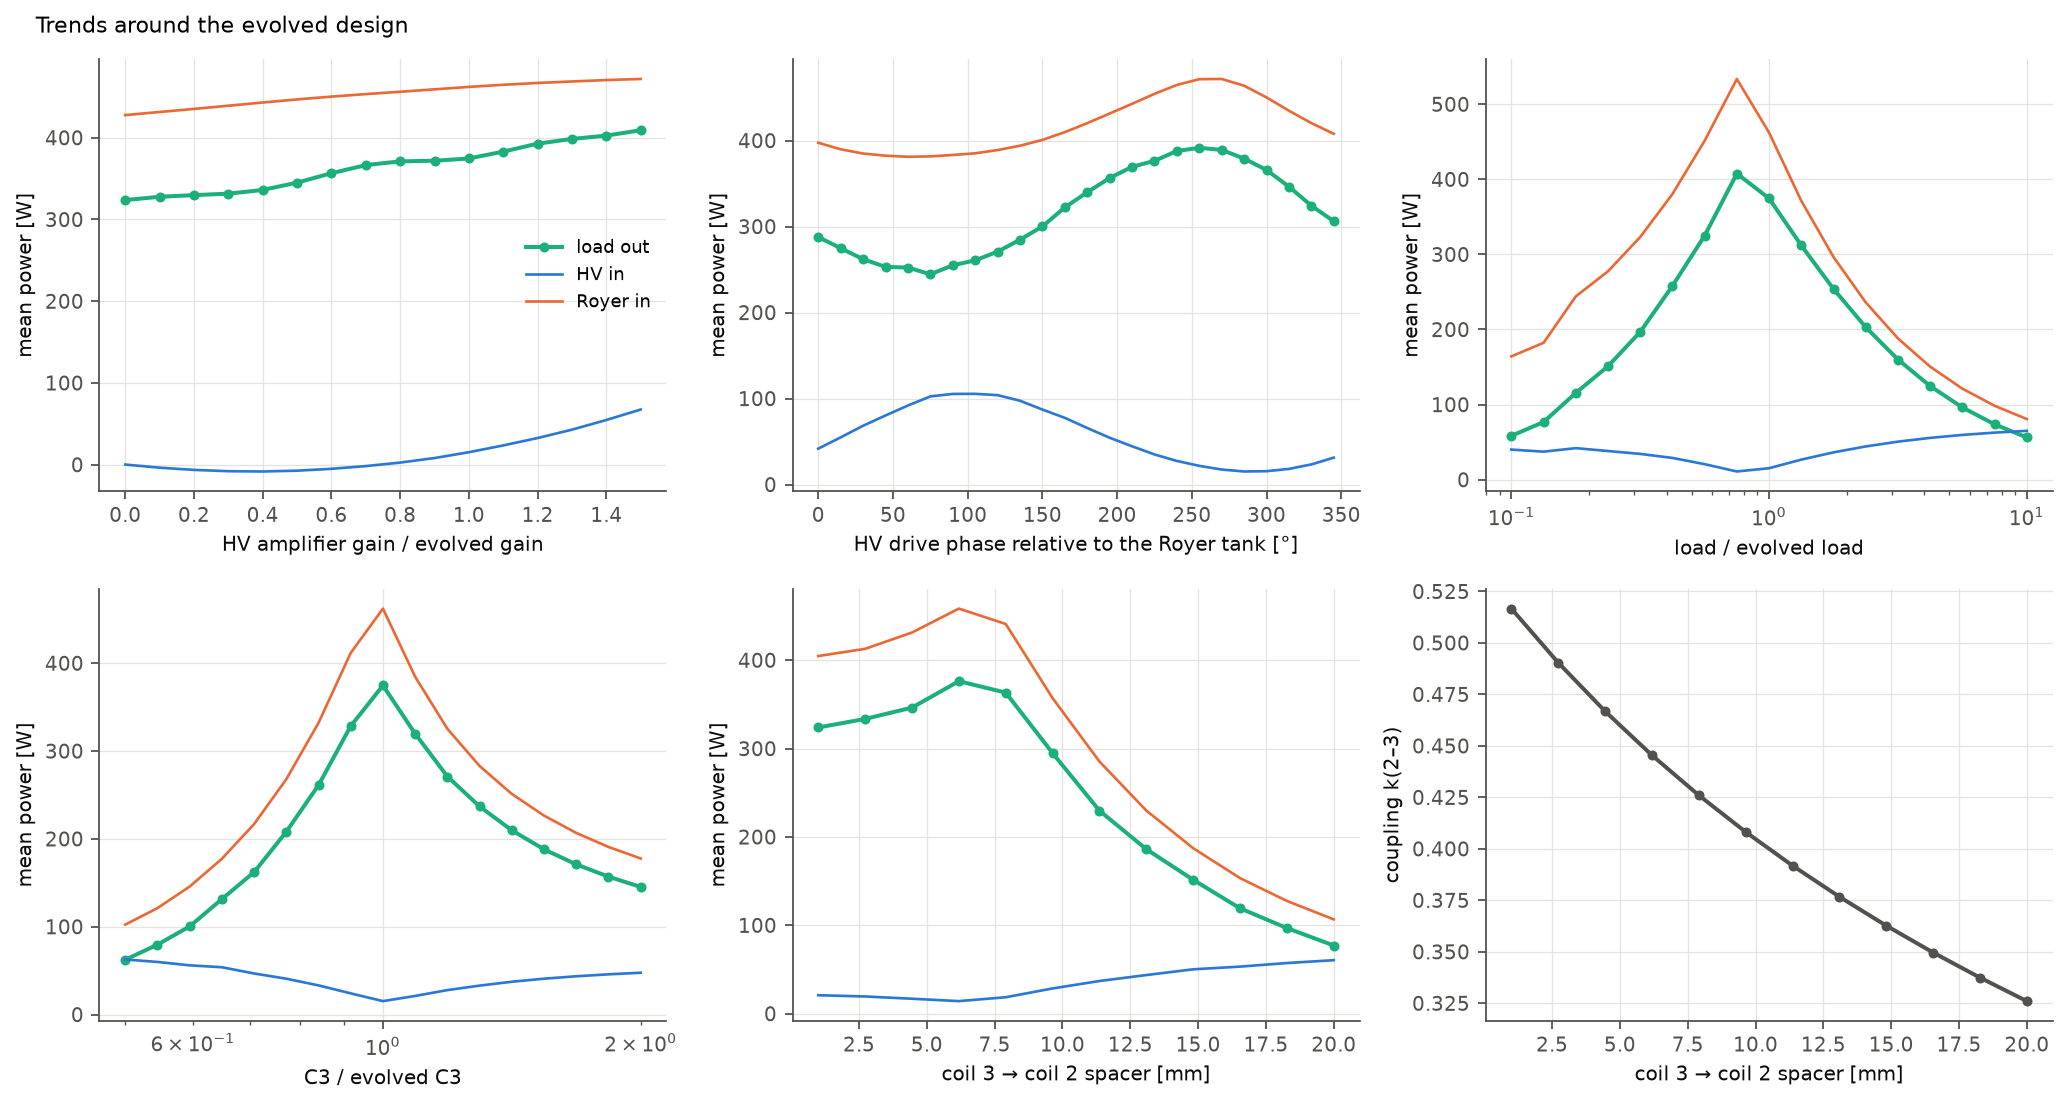 Trends around the evolved design
mean power [W]
400
300
200
100
0
load out
HV in
Royer in
0.0 0.2 0.4 0.6 0.8 1.0 1.2 1.4
HV amplifier gain / evolved gain
mean power [W]
400
300
200
100
0
0 50 100 150 200 250 300 350
HV drive phase relative to the Royer tank [°]
mean power [W]
500
400
300
200
100
0
10⁻¹ 10⁰ 10¹
load / evolved load
mean power [W]
400
300
200
100
0
6 × 10⁻¹ 10⁰ 2 × 10⁰
C3 / evolved C3
mean power [W]
400
300
200
100
0
2.5 5.0 7.5 10.0 12.5 15.0 17.5 20.0
coil 3 → coil 2 spacer [mm]
coupling k(2–3)
0.525
0.500
0.475
0.450
0.425
0.400
0.375
0.350
0.325
2.5 5.0 7.5 10.0 12.5 15.0 17.5 20.0
coil 3 → coil 2 spacer [mm]